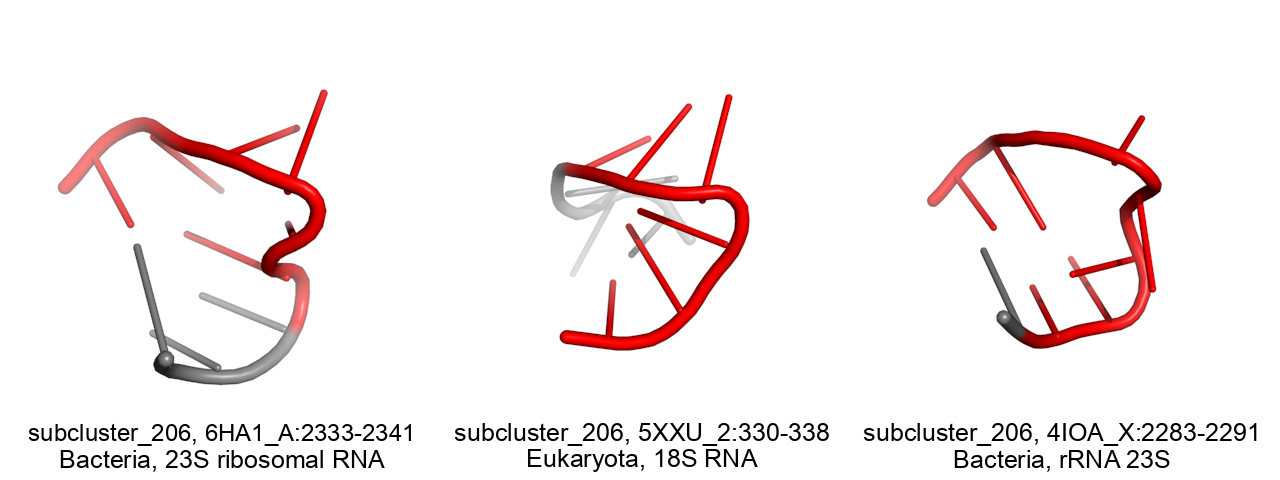 subcluster_206, 6HA1_A:2333-2341
Bacteria, 23S ribosomal RNA
subcluster_206, 5XXU_2:330-338
Eukaryota, 18S RNA
subcluster_206, 4IOA_X:2283-2291
Bacteria, rRNA 23S